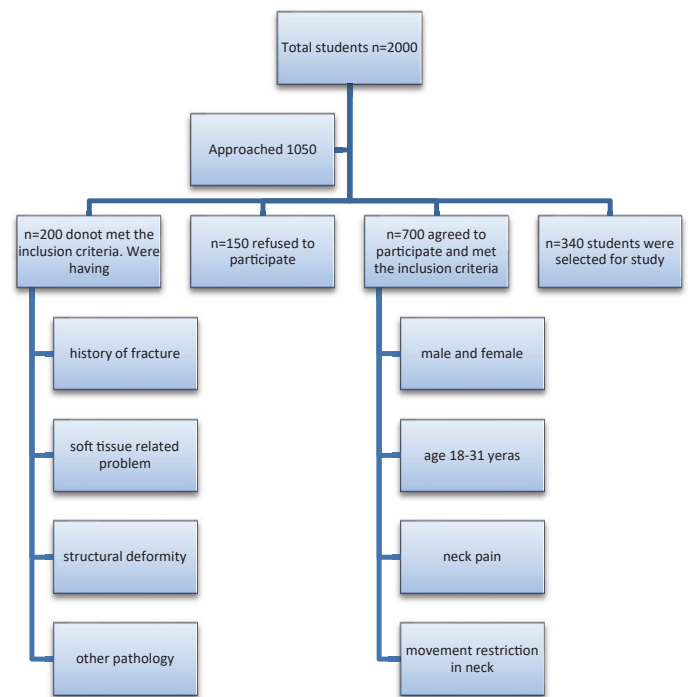 Total students n=2000
Approached 1050
n=200 donot met the
inclusion criteria. Were
having
n=150 refused to
participate
n=700 agreed to
participate and met
the inclusion criteria
n=340 students were
selected for study
history of fracture
soft tissue related
problem
structural deformity
other pathology
male and female
age 18-31 yeras
neck pain
movement restriction
in neck